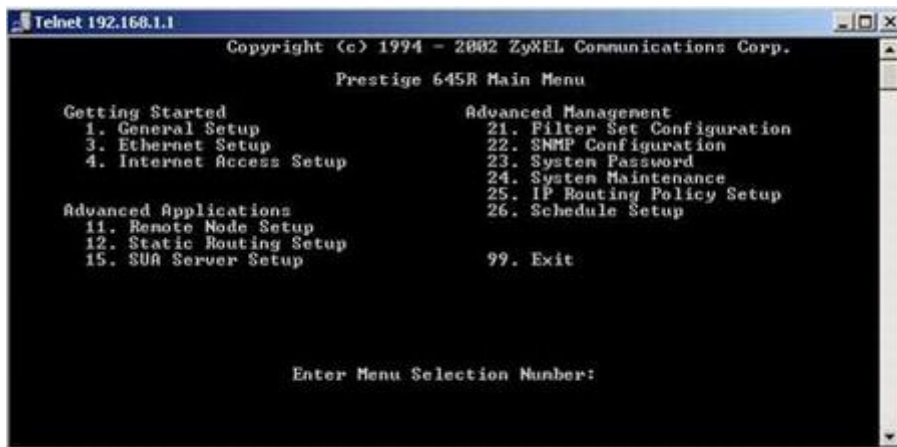 Telnet 192.168.1.1
Copyright (c) 1994 - 2002 ZyXEL Communications Corp.
Prestige 645R Main Menu
Getting Started
1. General Setup
3. Ethernet Setup
4. Internet Access Setup
Advanced Applications
11. Remote Node Setup
12. Static Routing Setup
15. SUA Server Setup
Advanced Management
21. Filter Set Configuration
22. SNMP Configuration
23. System Password
24. System Maintenance
25. IP Routing Policy Setup
26. Schedule Setup
99. Exit
Enter Menu Selection Number: